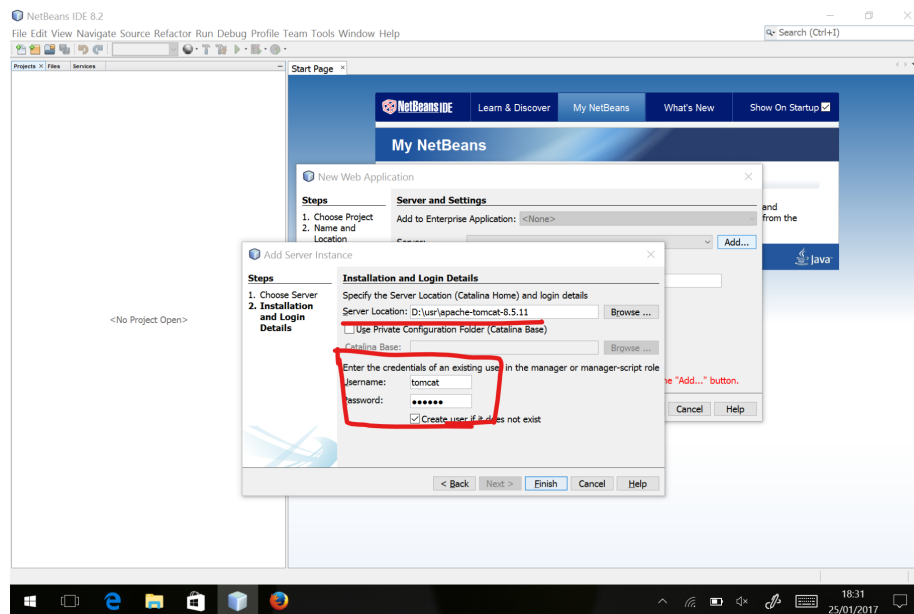 NetBeans IDE 8.2
File Edit View Navigate Source Refactor Run Debug Profile Team Tools Window Help
Search (Ctrl+I)
Projects Files Services
Start Page
NetBeans IDE Learn & Discover My NetBeans What's New Show On Startup
My NetBeans
New Web Application
Steps
1. Choose Project
2. Name and
Location
Server and Settings
Add to Enterprise Application: <None>
Server:
Add...
and
from the
Java
Add Server Instance
Steps
1. Choose Server
2. Installation
and Login
Details
Installation and Login Details
Specify the Server Location (Catalina Home) and login details
Server Location: D:\usr\apache-tomcat-8.5.11 Browse ...
Use Private Configuration Folder (Catalina Base)
Catalina Base: Browse ...
Enter the credentials of an existing user in the manager or manager-script role
Username: tomcat
Password: ●●●●●●
Create user if it does not exist
< Back Next > Finish Cancel Help
"Add..." button.
Cancel Help
<No Project Open>
18:31
25/01/2017